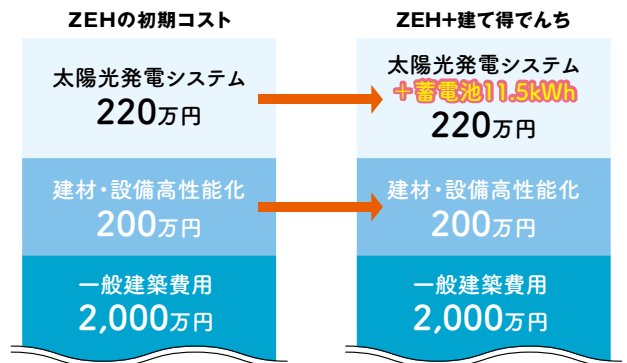 ZEHの初期コスト
太陽光発電システム
220万円
建材・設備高性能化
200万円
一般建築費用
2,000万円
ZEH+建て得でんち
太陽光発電システム
+蓄電池11.5kWh
220万円
建材・設備高性能化
200万円
一般建築費用
2,000万円